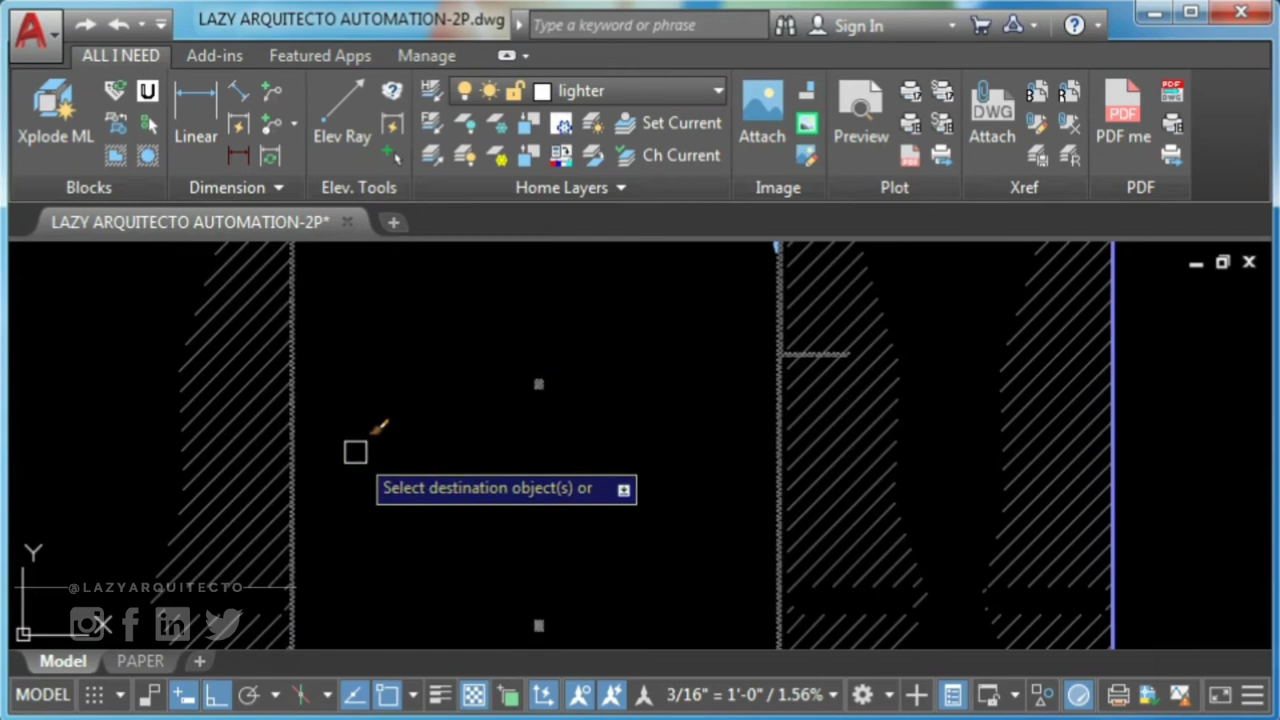 LAZY ARQUITECTO AUTOMATION-2P.dwg
Type a keyword or phrase
Sign In
ALL I NEED
Add-ins
Featured Apps
Manage
lighter
Xplode ML
Linear
Elev Ray
Set Current
Ch Current
Attach
Preview
DWG
Attach
PDF
PDF me
Blocks
Dimension
Elev. Tools
Home Layers
Image
Plot
Xref
PDF
LAZY ARQUITECTO AUTOMATION-2P*
Select destination object(s) or
Y
@LAZYARQUITECTO
X
Model
PAPER
MODEL
3/16" = 1'-0" / 1.56%